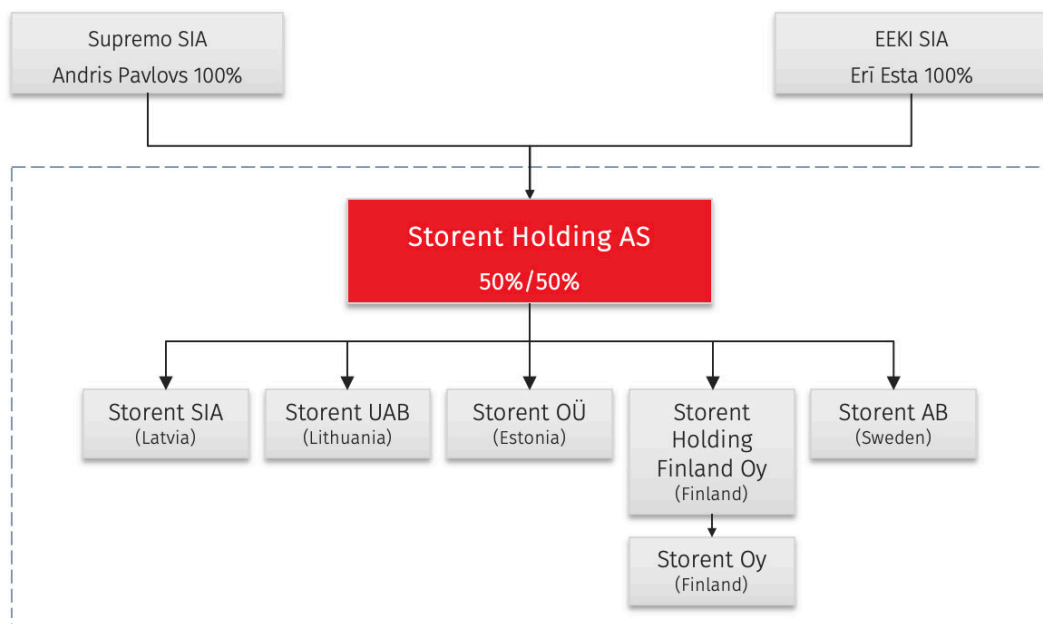 Supremo SIA
Andris Pavlovs 100%
EEKI SIA
Erī Esta 100%
Storent Holding AS
50%/50%
Storent SIA
(Latvia)
Storent UAB
(Lithuania)
Storent OÜ
(Estonia)
Storent
Holding
Finland Oy
(Finland)
Storent AB
(Sweden)
Storent Oy
(Finland)